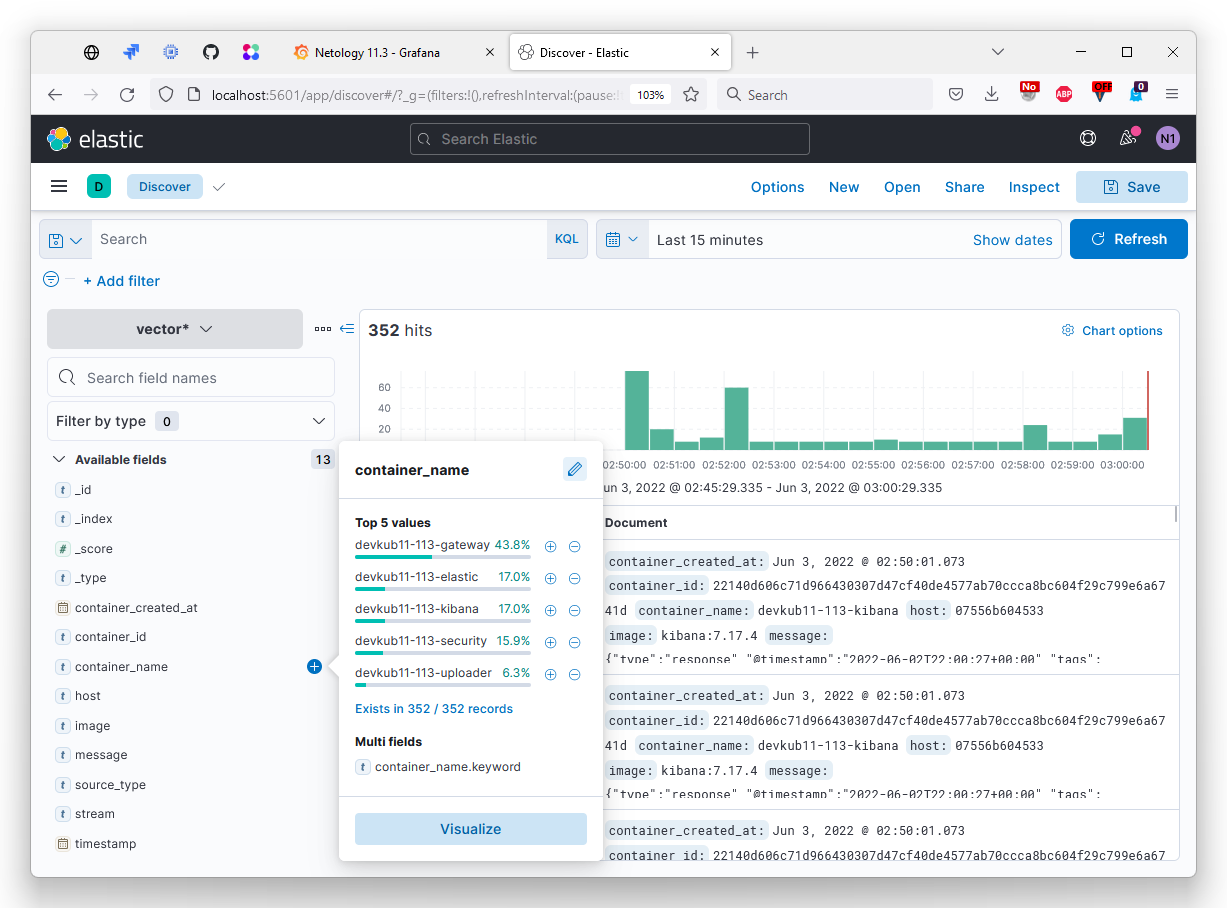 Netology 11.3 - Grafana
Discover - Elastic
localhost:5601/app/discover#/?_g=(filters:!(),refreshInterval:(pause:!
103%
Search
No
ABP
OFF
0
elastic
Search Elastic
N1
D
Discover
Options
New
Open
Share
Inspect
Save
Search
KQL
Last 15 minutes
Show dates
Refresh
+ Add filter
vector*
352 hits
Chart options
Search field names
Filter by type 0
Available fields 13
t _id
t _index
# _score
t _type
container_created_at
t container_id
t container_name
t host
t image
t message
t source_type
t stream
timestamp
60
40
20
02:50:00 02:51:00 02:52:00 02:53:00 02:54:00 02:55:00 02:56:00 02:57:00 02:58:00 02:59:00 03:00:00
un 3, 2022 @ 02:45:29.335 - Jun 3, 2022 @ 03:00:29.335
container_name
Top 5 values
devkub11-113-gateway 43.8%
devkub11-113-elastic 17.0%
devkub11-113-kibana 17.0%
devkub11-113-security 15.9%
devkub11-113-uploader 6.3%
Exists in 352 / 352 records
Multi fields
t container_name.keyword
Visualize
Document
container_created_at: Jun 3, 2022 @ 02:50:01.073
container_id: 22140d606c71d966430307d47cf40de4577ab70ccca8bc604f29c799e6a67
41d container_name: devkub11-113-kibana host: 07556b604533
image: kibana:7.17.4 message:
{"type":"response","@timestamp":"2022-06-02T22:00:27+00:00","tags":
container_created_at: Jun 3, 2022 @ 02:50:01.073
container_id: 22140d606c71d966430307d47cf40de4577ab70ccca8bc604f29c799e6a67
41d container_name: devkub11-113-kibana host: 07556b604533
image: kibana:7.17.4 message:
{"type":"response","@timestamp":"2022-06-02T22:00:27+00:00","tags":
container_created_at: Jun 3, 2022 @ 02:50:01.073
container_id: 22140d606c71d966430307d47cf40de4577ab70ccca8bc604f29c799e6a67